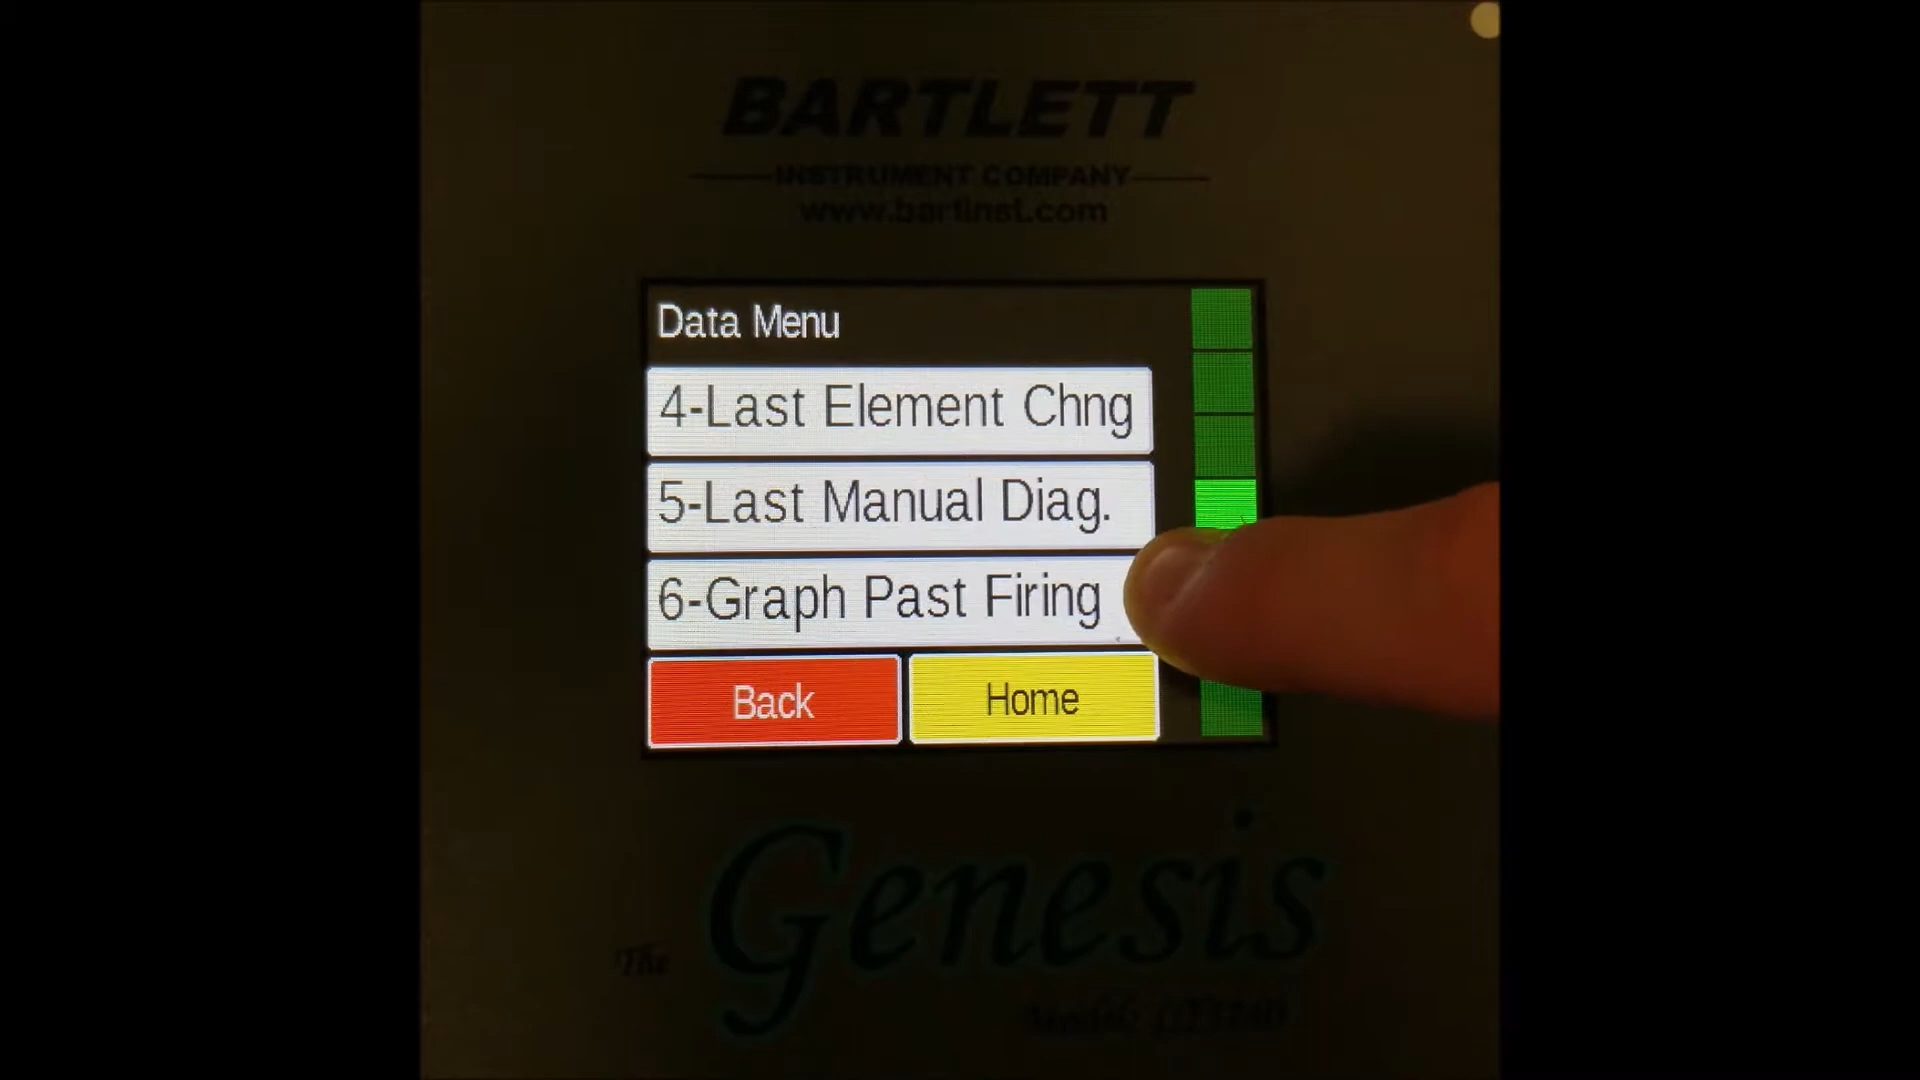 BARTLETT
INSTRUMENT COMPANY
www.bartinst.com
Data Menu
4-Last Element Chng
5-Last Manual Diag.
6-Graph Past Firing
Back
Home
The
Genesis
Model: